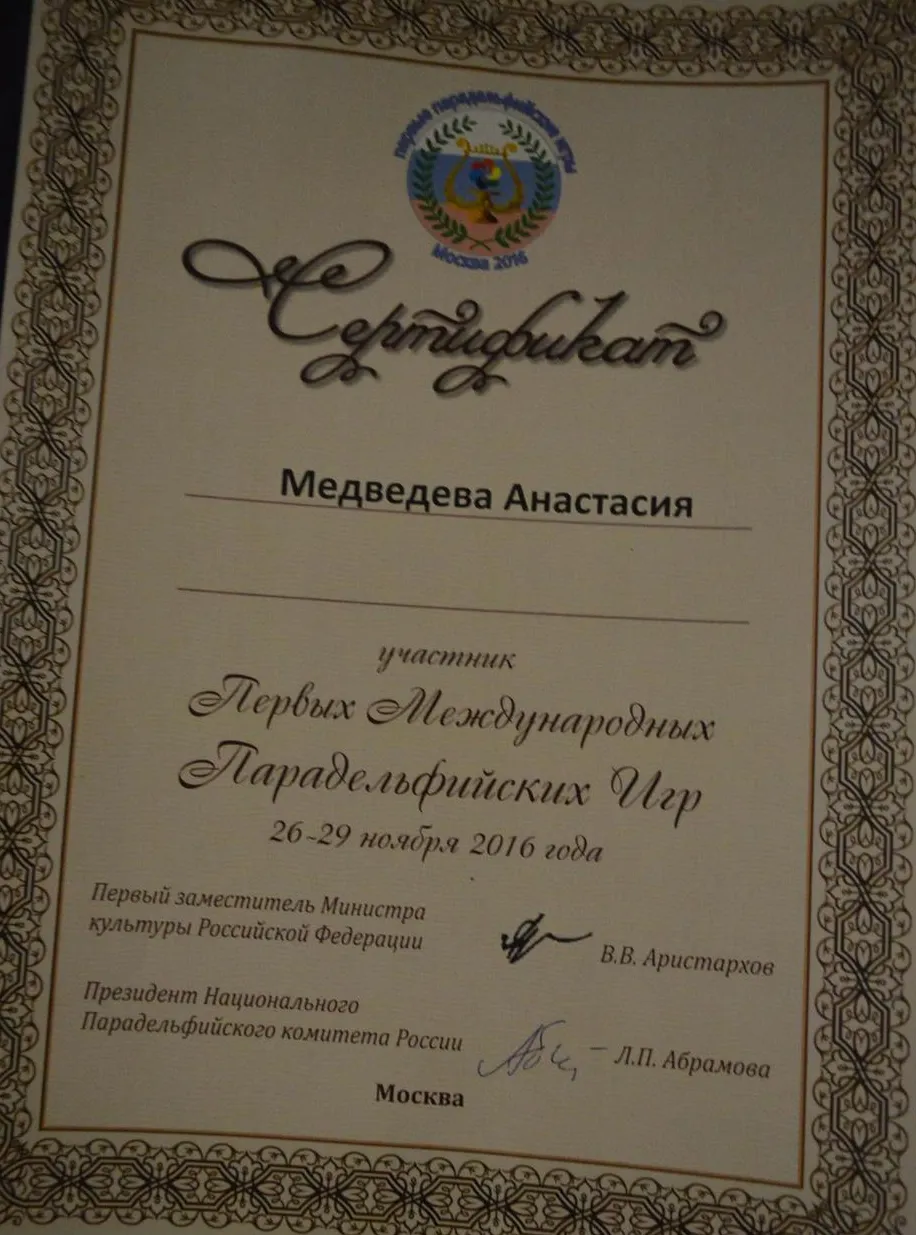 Первые парадельфийские игры
Москва 2016
Сертификат
Медведева Анастасия
участник
Первых Международных
Парадельфийских Игр
26-29 ноября 2016 года
Первый заместитель Министра
культуры Российской Федерации
В.В. Аристархов
Президент Национального
Парадельфийского комитета России
Л.П. Абрамова
Москва